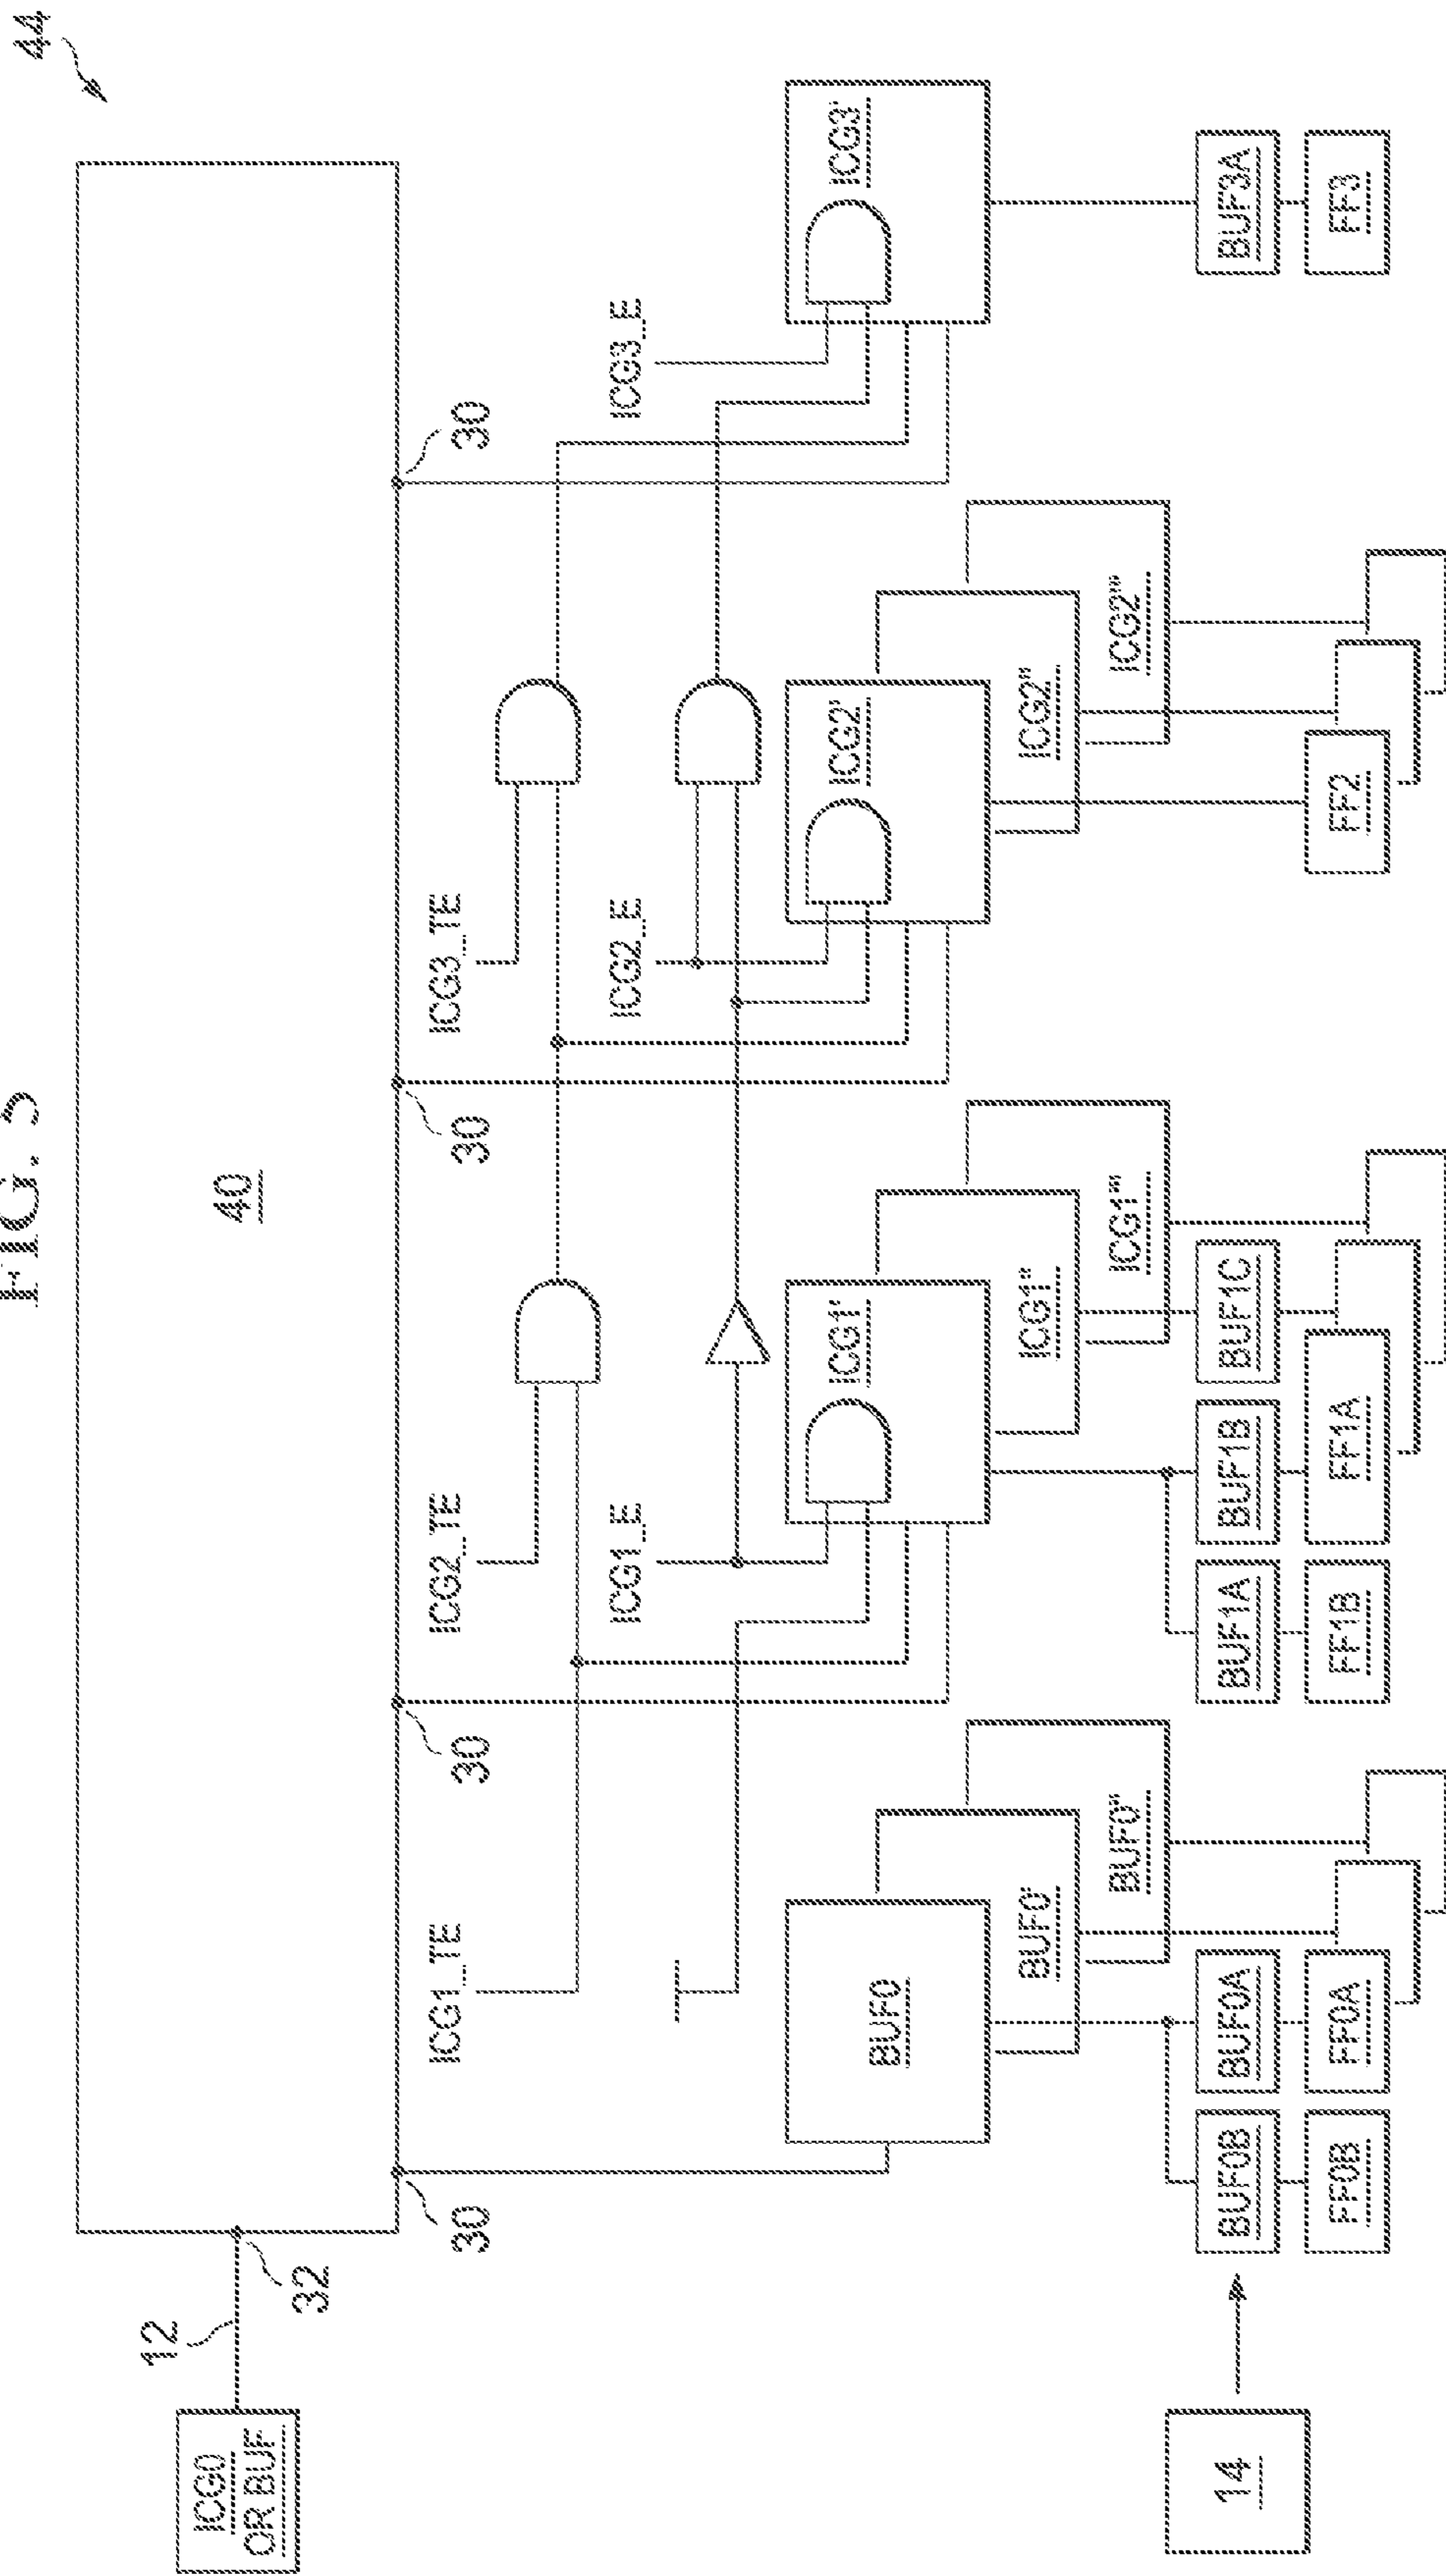 FIG. 5
44
40
ICG0
OR BUF
12
32
30
30
30
30
ICG1_TE
ICG2_TE
ICG3_TE
ICG1_E
ICG2_E
ICG3_E
BUF0
BUF0'
BUF0"
ICG1'
ICG1"
ICG1'"
ICG2'
ICG2"
ICG2'"
ICG3'
14
BUF0B
BUF0A
BUF1A
BUF1B
BUF1C
BUF3A
FF0B
FF0A
FF1B
FF1A
FF2
FF3